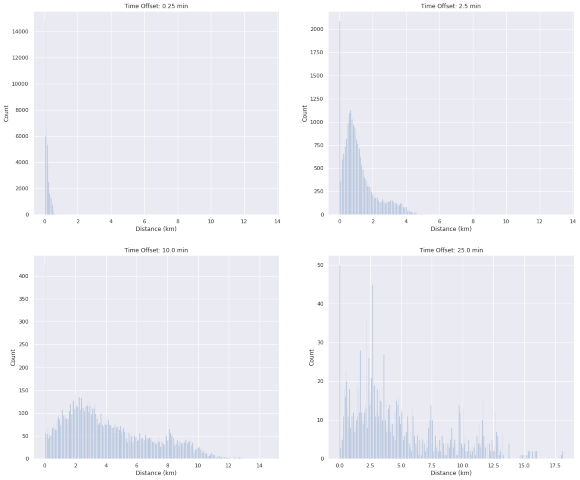 Time Offset: 0.25 min
Time Offset: 2.5 min
14000
12000
10000
8000
6000
4000
2000
0
Count
0 2 4 6 8 10 12 14
Distance (km)
2000
1750
1500
1250
1000
750
500
250
0
Count
0 2 4 6 8 10 12 14
Distance (km)
Time Offset: 10.0 min
Time Offset: 25.0 min
400
350
300
250
200
150
100
50
0
Count
0 2 4 6 8 10 12 14
Distance (km)
50
40
30
20
10
0
Count
0.0 2.5 5.0 7.5 10.0 12.5 15.0 17.5
Distance (km)